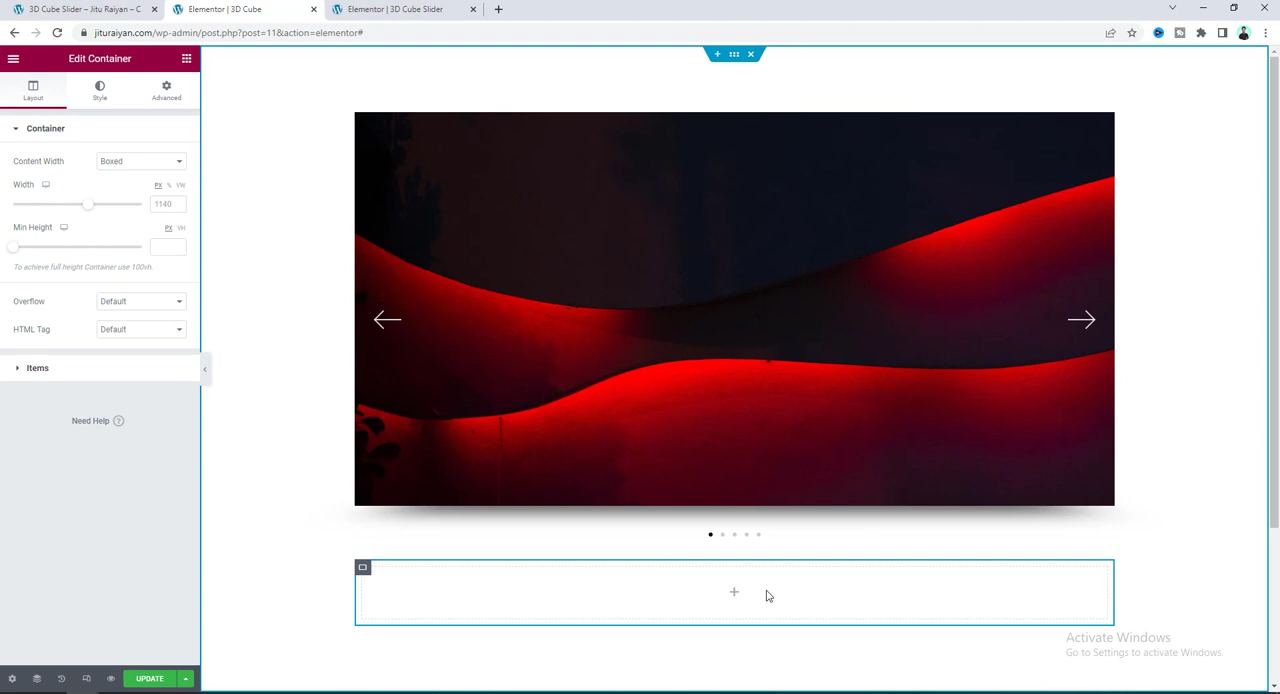 3D Cube Slider – Jitu Raiyan – C
Elementor | 3D Cube
Elementor | 3D Cube Slider
jituraiyan.com/wp-admin/post.php?post=11&action=elementor#
Edit Container
Layout
Style
Advanced
Container
Content Width
Boxed
Width
PX % VW
1140
Min Height
PX VH
To achieve full height Container use 100vh.
Overflow
Default
HTML Tag
Default
Items
Need Help
UPDATE
Activate Windows
Go to Settings to activate Windows.